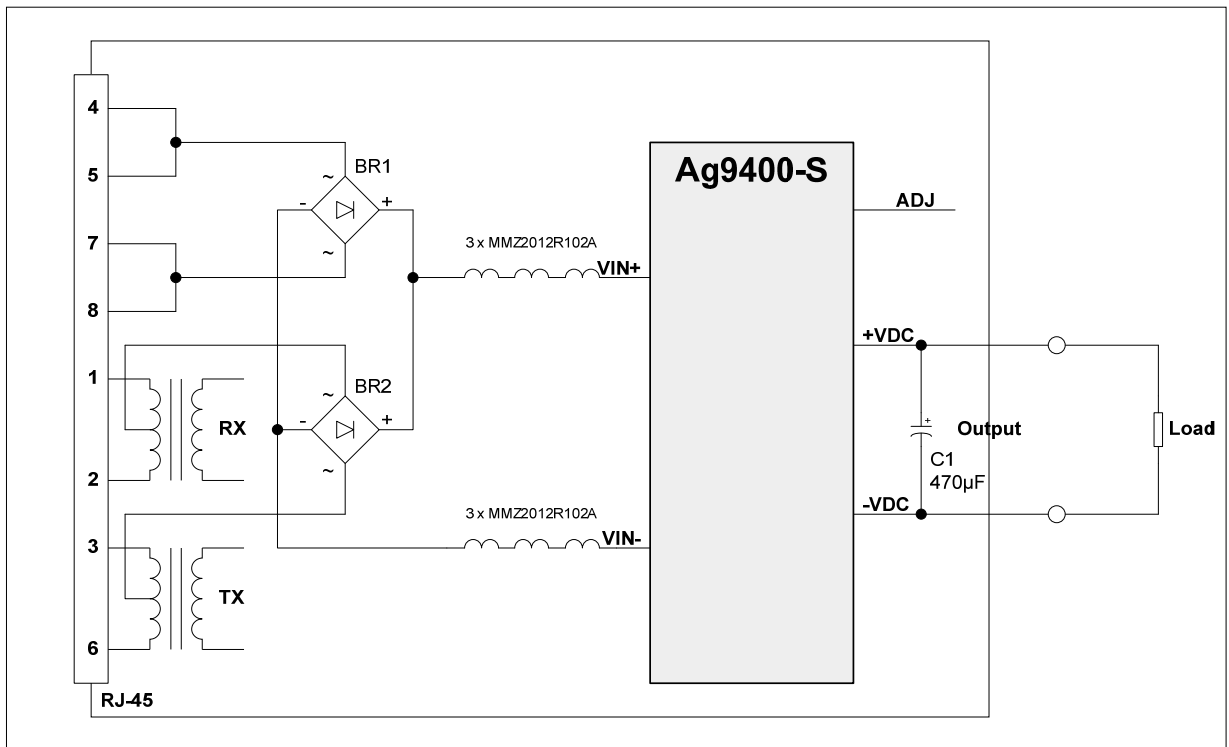 4
5
7
8
1
2
3
6
RJ-45
BR1
~
-
+
~
BR2
~
-
+
~
RX
TX
3 x MMZ2012R102A
VIN+
3 x MMZ2012R102A
VIN-
Ag9400-S
ADJ
+VDC
-VDC
+
C1
470µF
Output
Load